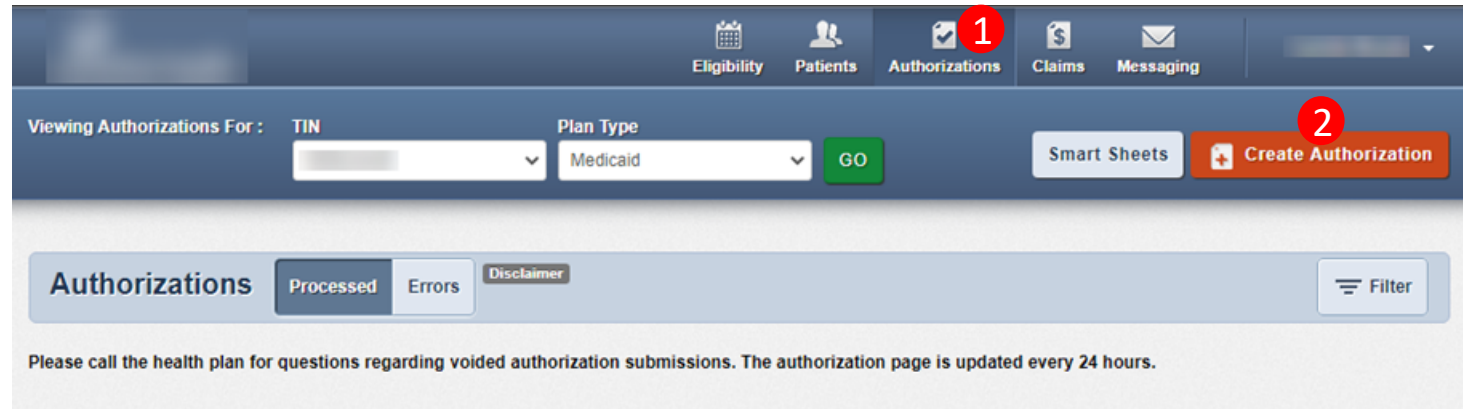 1
Eligibility Patients Authorizations Claims Messaging
2
Viewing Authorizations For : TIN Plan Type
Medicaid GO Smart Sheets Create Authorization
Authorizations Processed Errors Disclaimer Filter
Please call the health plan for questions regarding voided authorization submissions. The authorization page is updated every 24 hours.